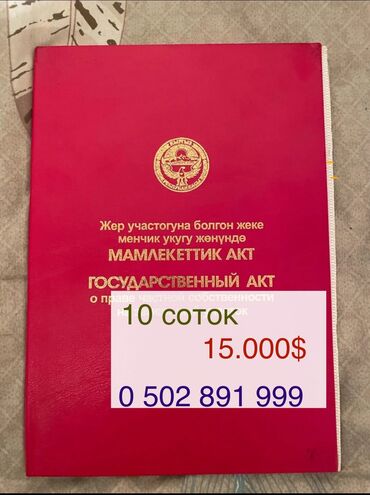 Жер участогуна болгон жеке
менчик укугу жөнүндө
МАМЛЕКЕТТИК АКТ
ГОСУДАРСТВЕННЫЙ АКТ
о праве частной собственности
10 соток
15.000$
0 502 891 999